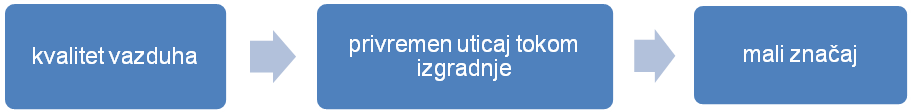 kvalitet vazduha
privremen uticaj tokom
izgradnje
mali značaj